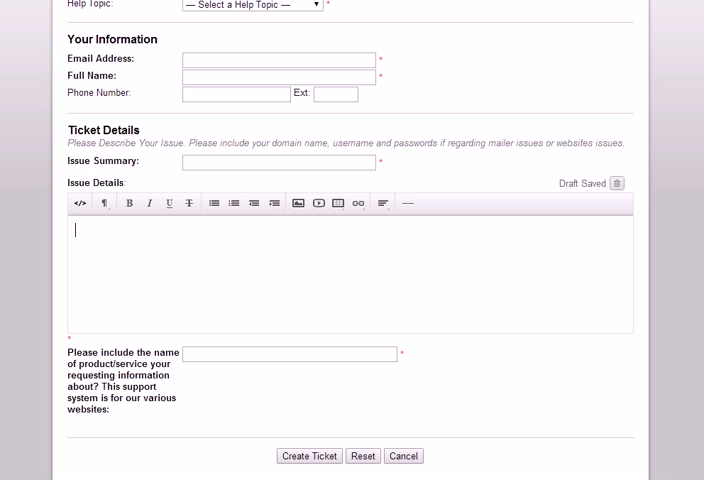 Help Topic: — Select a Help Topic — *
Your Information
Email Address: *
Full Name: *
Phone Number: Ext:
Ticket Details
Please Describe Your Issue. Please include your domain name, username and passwords if regarding mailer issues or websites issues.
Issue Summary: *
Issue Details: Draft Saved
</> ¶ B I U T
*
Please include the name *
of product/service your
requesting information
about? This support
system is for our various
websites:
Create Ticket Reset Cancel